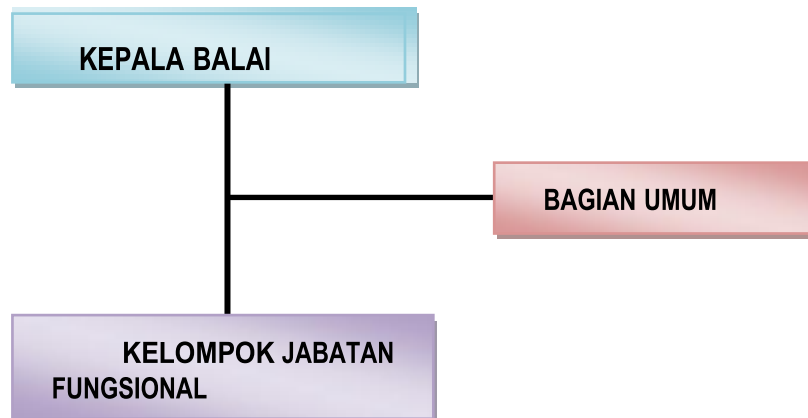 KEPALA BALAI
BAGIAN UMUM
KELOMPOK JABATAN
FUNGSIONAL